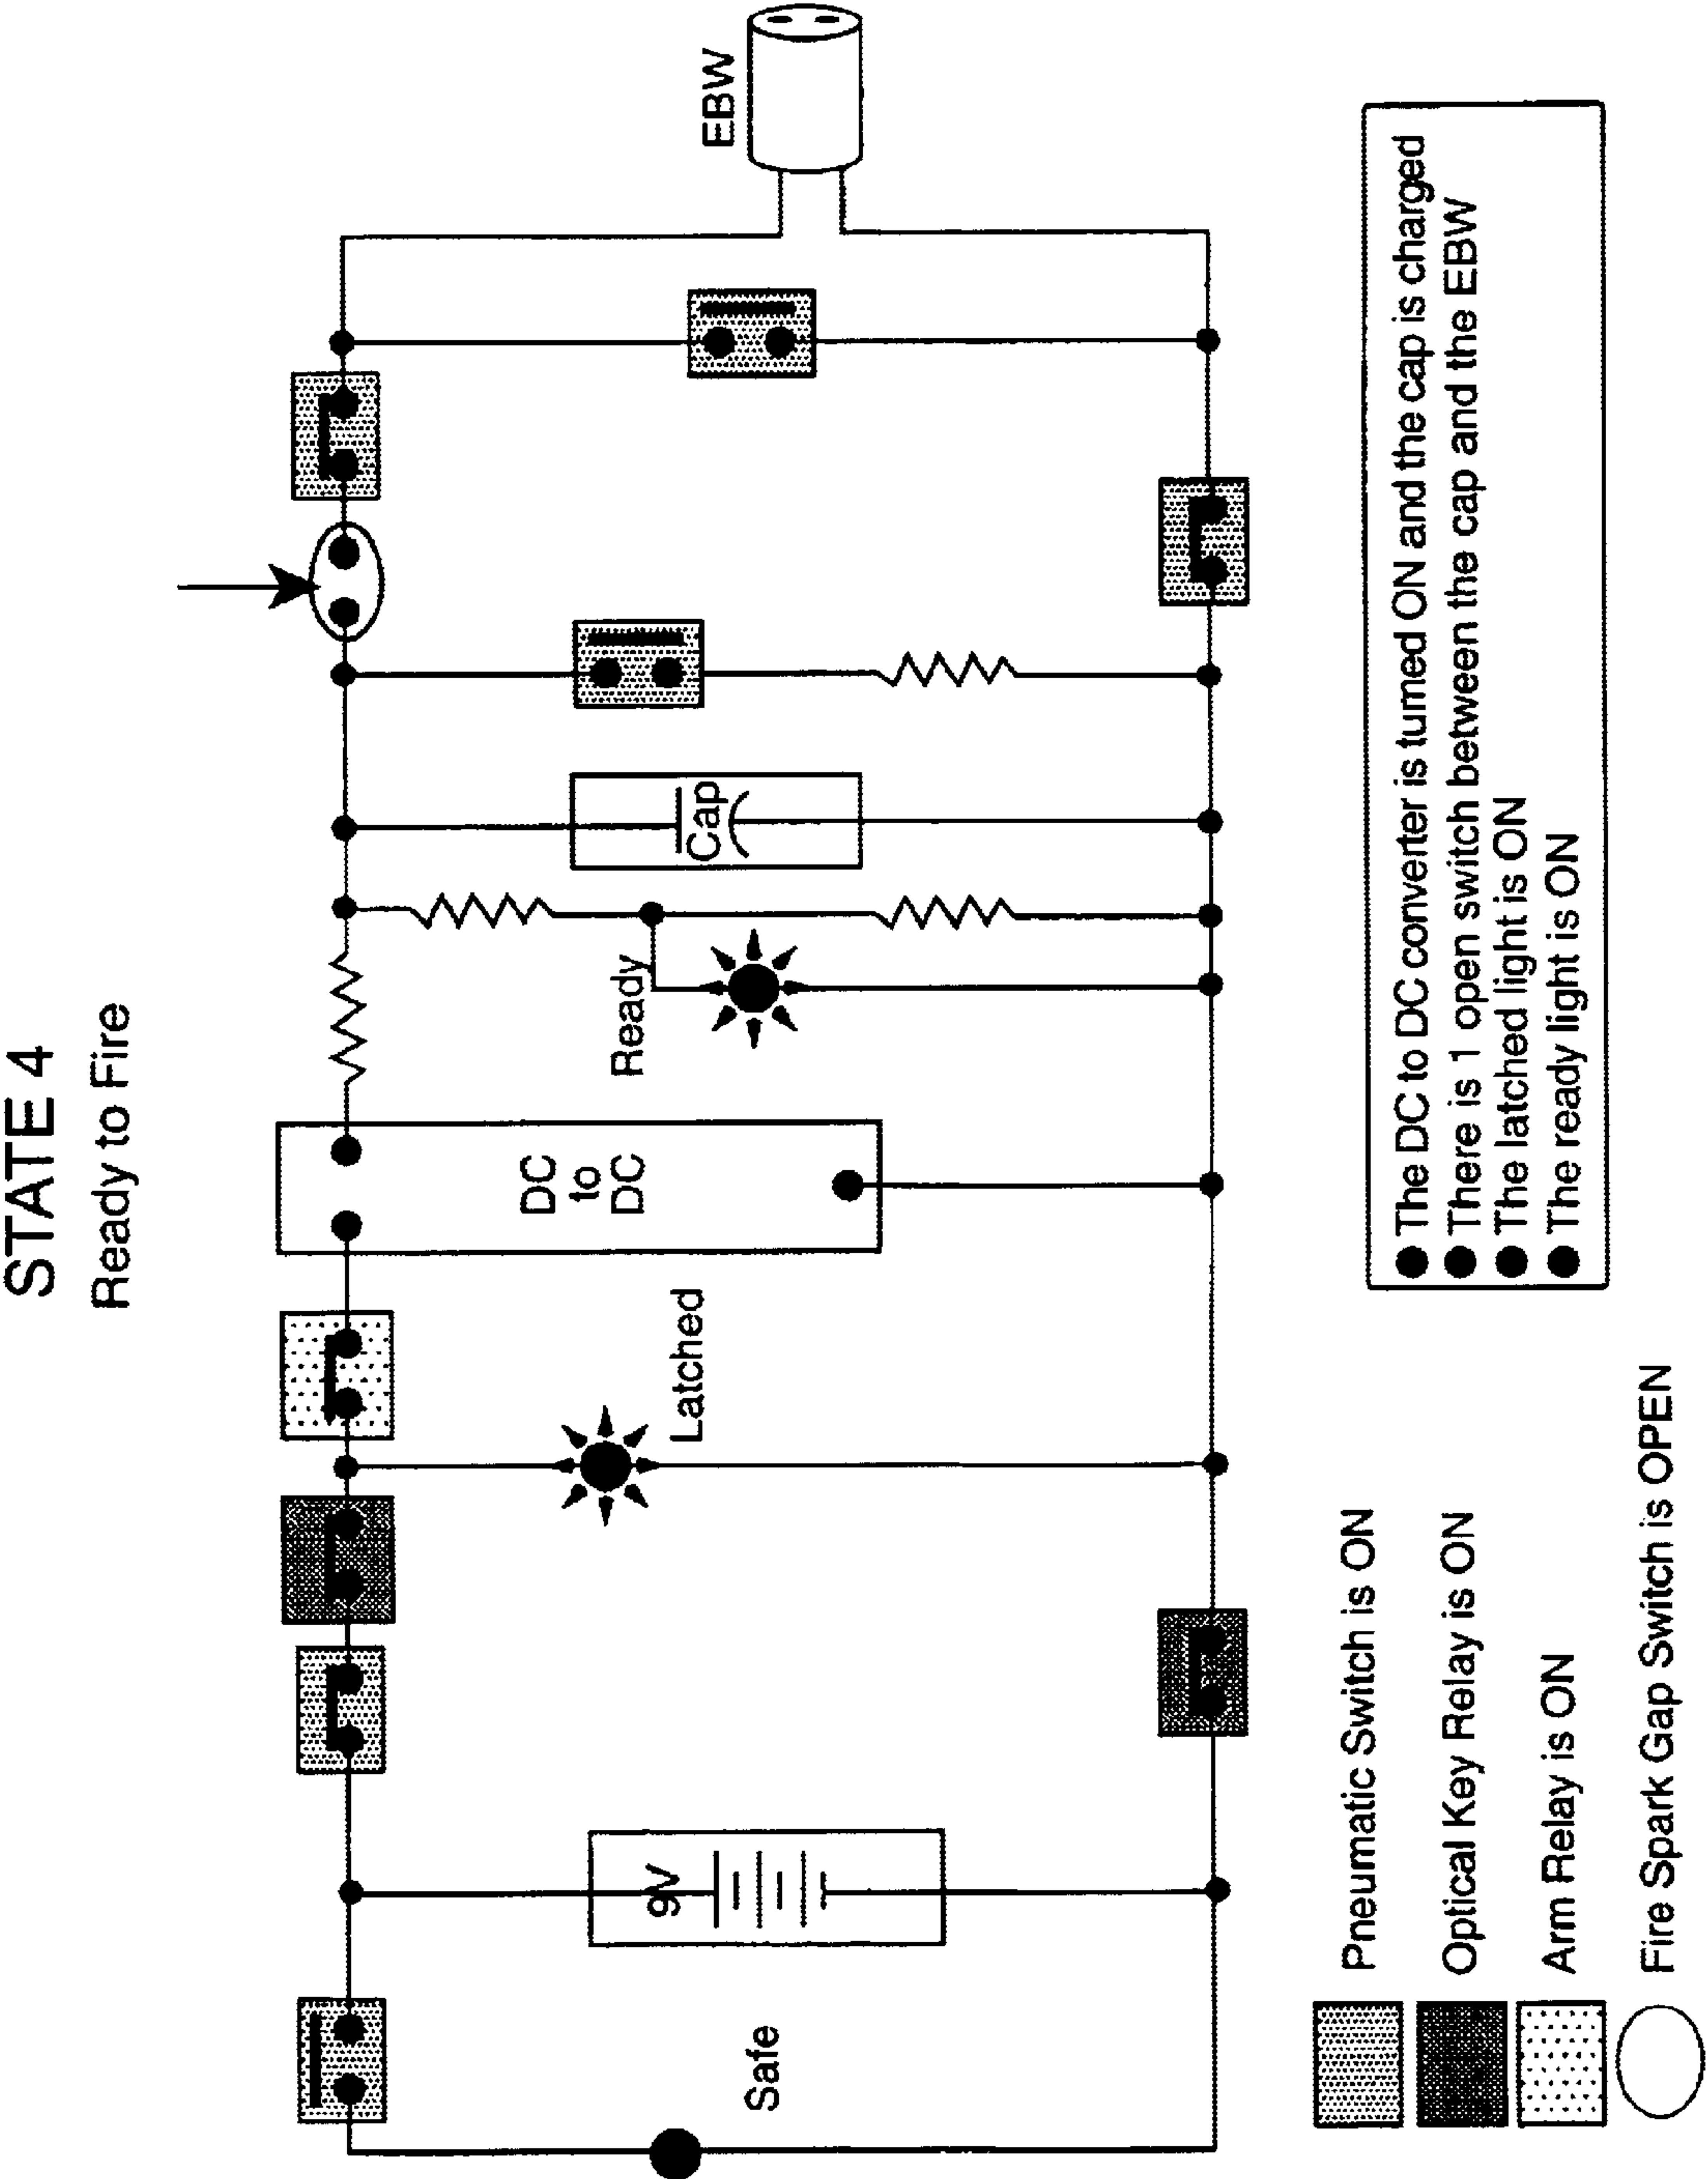 STATE 4
Ready to Fire
EBW
Cap
Ready
DC
to
DC
Latched
9V
Safe
● The DC to DC converter is turned ON and the cap is charged
● There is 1 open switch between the cap and the EBW
● The latched light is ON
● The ready light is ON
Pneumatic Switch is ON
Optical Key Relay is ON
Arm Relay is ON
Fire Spark Gap Switch is OPEN